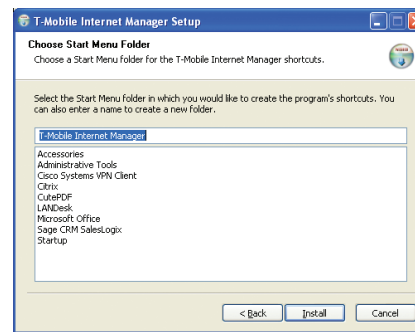 T-Mobile Internet Manager Setup
Choose Start Menu Folder
Choose a Start Menu folder for the T-Mobile Internet Manager shortcuts.
Select the Start Menu folder in which you would like to create the program's shortcuts. You
can also enter a name to create a new folder.
T-Mobile Internet Manager
Accessories
Administrative Tools
Cisco Systems VPN Client
Citrix
CutePDF
LANDesk
Microsoft Office
Sage CRM SalesLogix
Startup
< Back
Install
Cancel